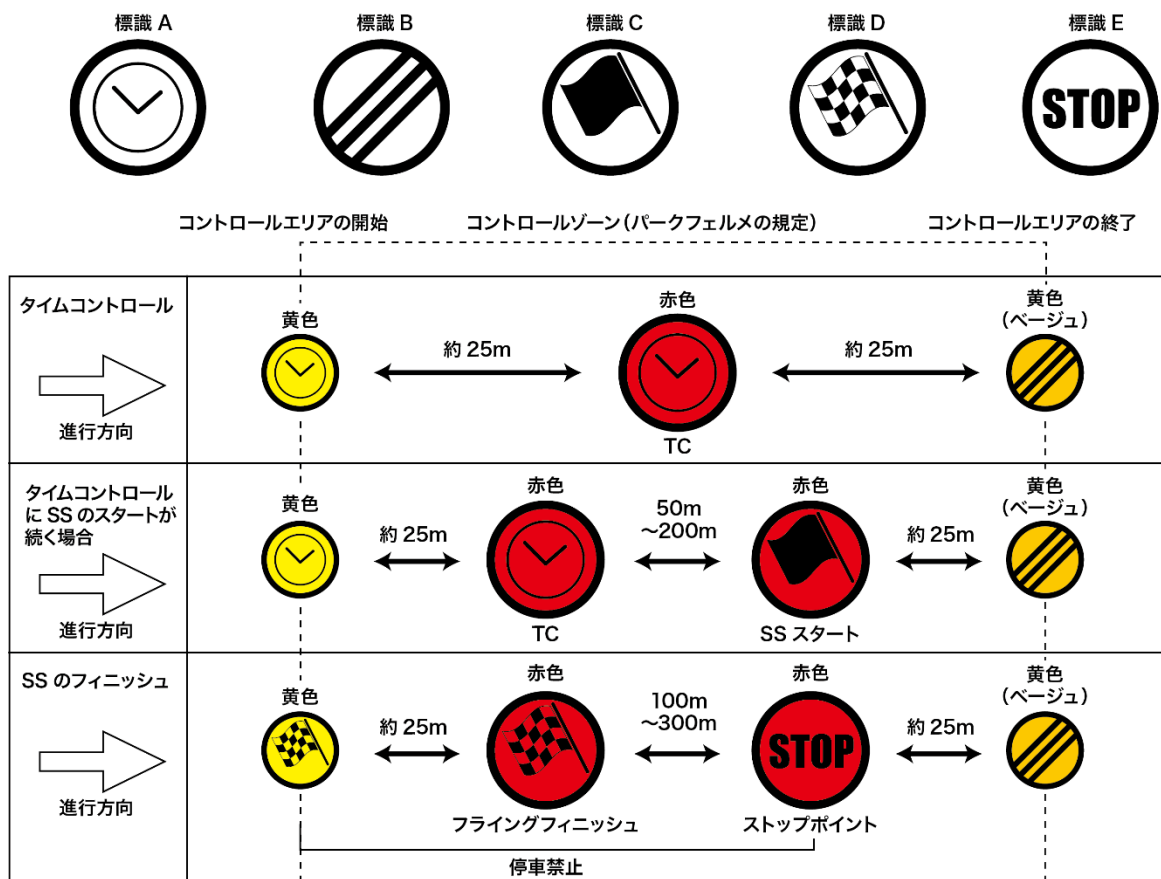 標識 A
標識 B
標識 C
標識 D
標識 E
STOP
コントロールエリアの開始
コントロールゾーン(パークフェルメの規定)
コントロールエリアの終了
タイムコントロール
進行方向
黄色
約 25m
赤色
TC
約 25m
黄色
(ベージュ)
タイムコントロール
に SS のスタートが
続く場合
進行方向
黄色
約 25m
赤色
TC
50m
~200m
赤色
SS スタート
約 25m
黄色
(ベージュ)
SS のフィニッシュ
進行方向
黄色
約 25m
赤色
フライングフィニッシュ
100m
~300m
赤色
STOP
ストップポイント
約 25m
黄色
(ベージュ)
停車禁止